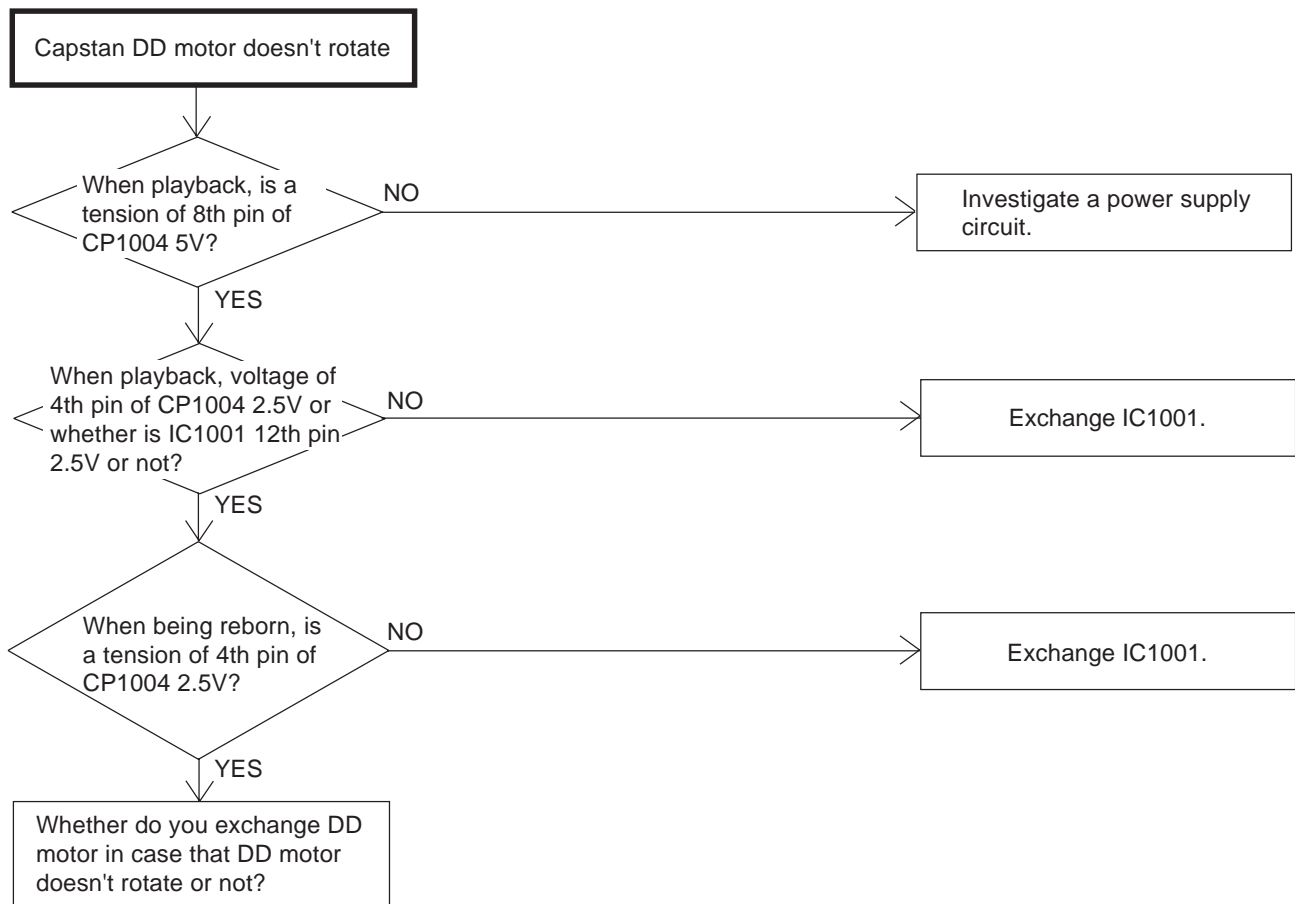 Capstan DD motor doesn't rotate
When playback, is a
tension of 8th pin of
CP1004 5V?
NO
Investigate a power supply
circuit.
YES
When playback, voltage of
4th pin of CP1004 2.5V or
whether is IC1001 12th pin
2.5V or not?
NO
Exchange IC1001.
YES
When being reborn, is
a tension of 4th pin of
CP1004 2.5V?
NO
Exchange IC1001.
YES
Whether do you exchange DD
motor in case that DD motor
doesn't rotate or not?